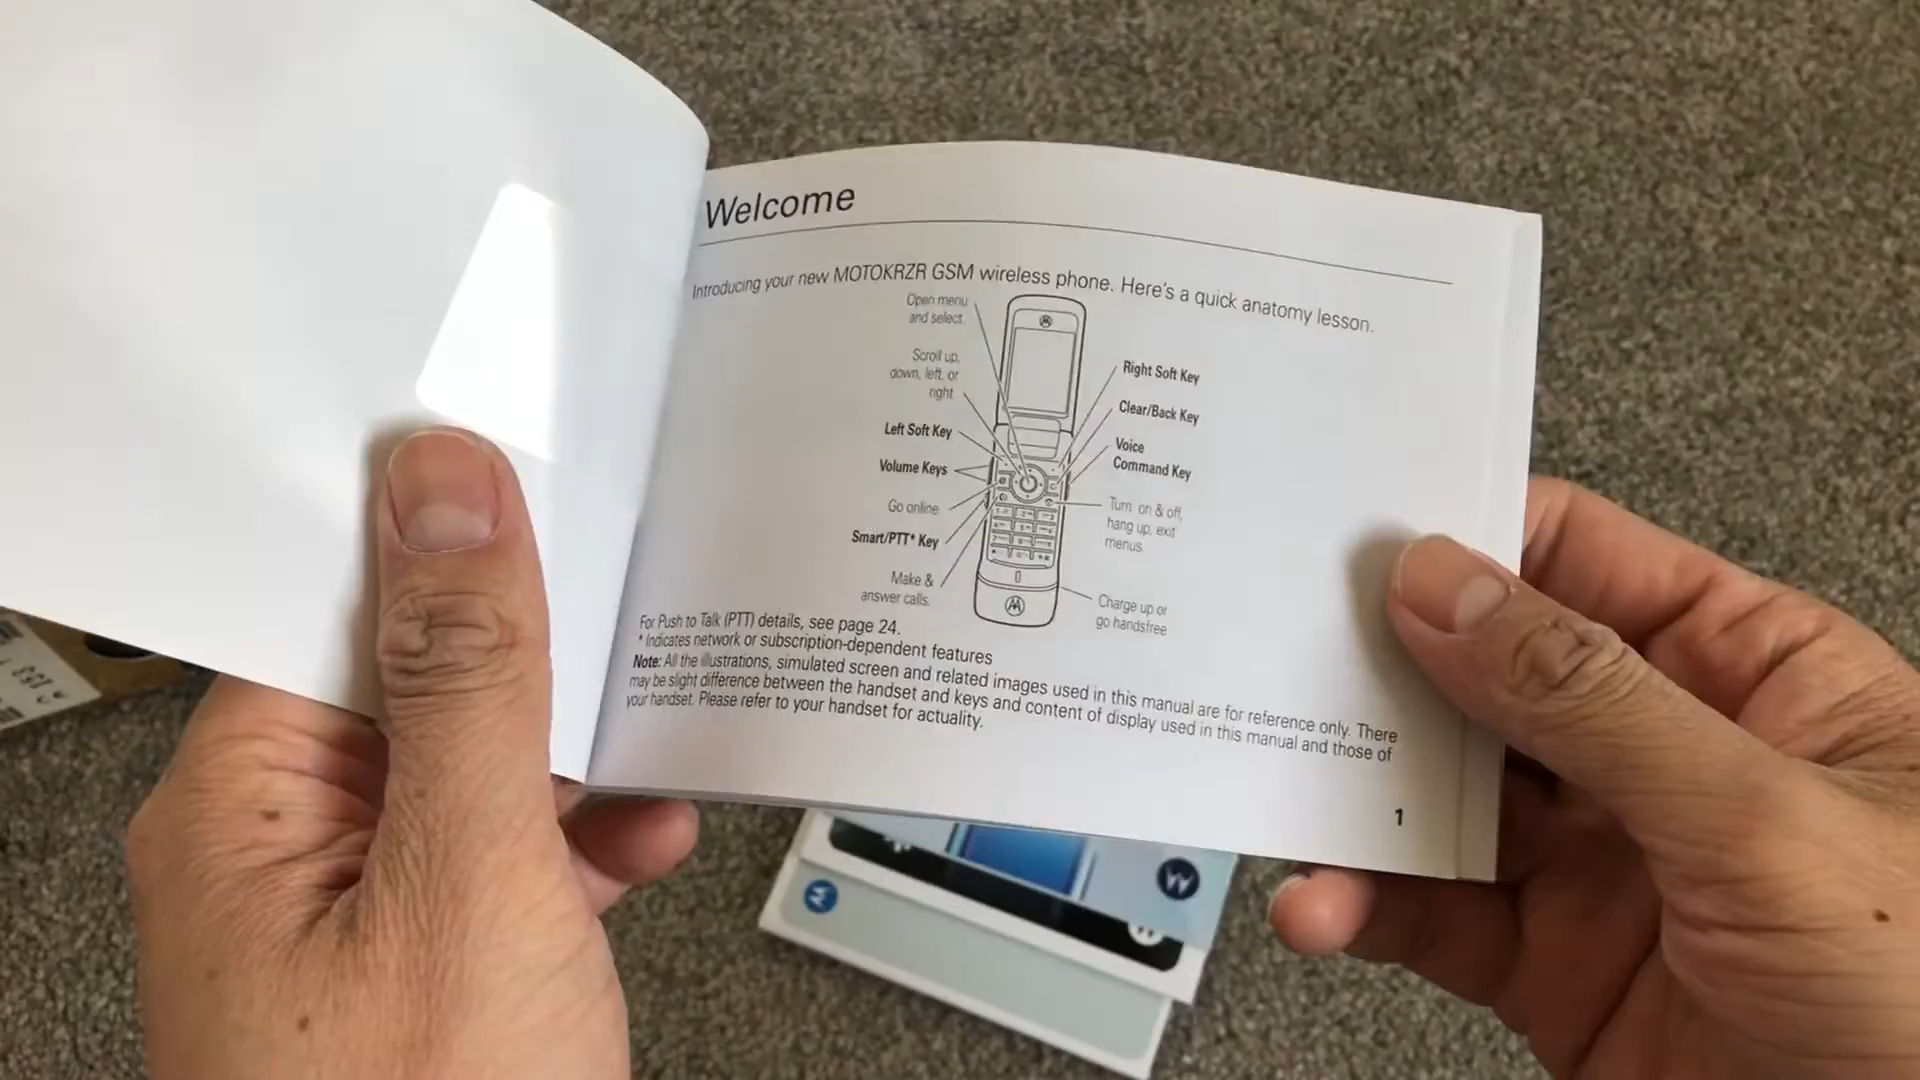 Welcome
Introducing your new MOTOKRZR GSM wireless phone. Here's a quick anatomy lesson.
Open menu
and select.
Scroll up,
down, left, or
right
Left Soft Key
Volume Keys
Go online
Smart/PTT* Key
Make &
answer calls.
Right Soft Key
Clear/Back Key
Voice
Command Key
Turn on & off,
hang up, exit
menus.
Charge up or
go handsfree
For Push to Talk (PTT) details, see page 24.
* Indicates network or subscription-dependent features
Note: All the illustrations, simulated screen and related images used in this manual are for reference only. There
may be slight difference between the handset and keys and content of display used in this manual and those of
your handset. Please refer to your handset for actuality.
1